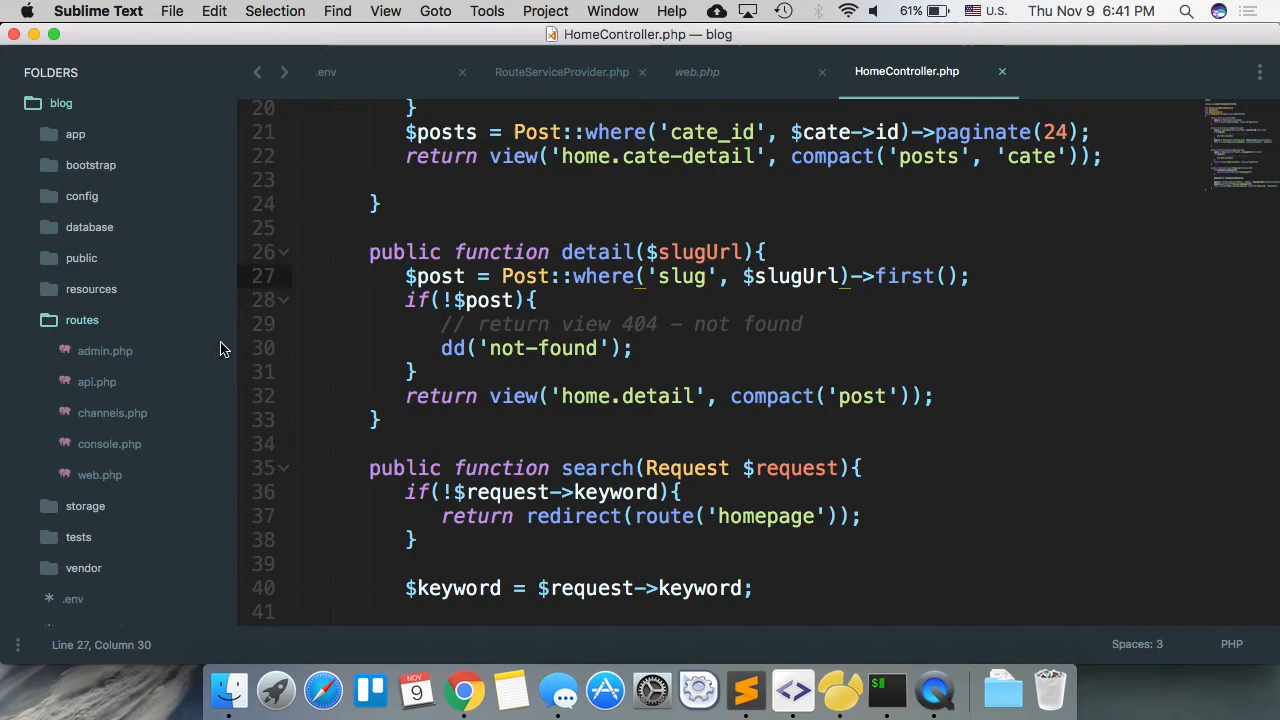 Sublime Text File Edit Selection Find View Goto Tools Project Window Help 61% U.S. Thu Nov 9 6:41 PM
HomeController.php — blog
FOLDERS
blog
app
bootstrap
config
database
public
resources
routes
admin.php
api.php
channels.php
console.php
web.php
storage
tests
vendor
.env
.env RouteServiceProvider.php web.php HomeController.php
20 }
21 $posts = Post::where('cate_id', $cate->id)->paginate(24);
22 return view('home.cate-detail', compact('posts', 'cate'));
23
24 }
25
26 public function detail($slugUrl){
27 $post = Post::where('slug', $slugUrl)->first();
28 if(!$post){
29 // return view 404 - not found
30 dd('not-found');
31 }
32 return view('home.detail', compact('post'));
33 }
34
35 public function search(Request $request){
36 if(!$request->keyword){
37 return redirect(route('homepage'));
38 }
39
40 $keyword = $request->keyword;
41
Line 27, Column 30 Spaces: 3 PHP
NOV
9
$